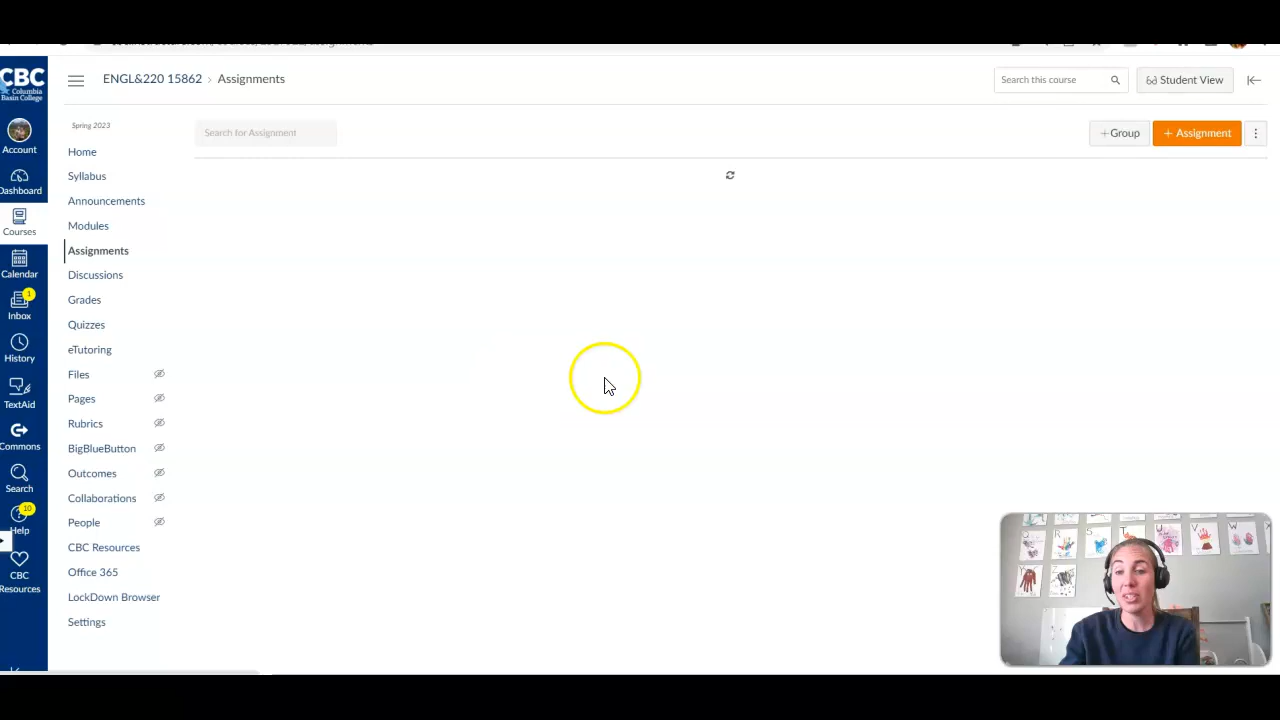 CBC
Columbia
Basin College
Account
Dashboard
Courses
Calendar
1
Inbox
History
TextAid
Commons
Search
10
Help
CBC
Resources
ENGL&220 15862 › Assignments
Search this course
Student View
Spring 2023
Home
Syllabus
Announcements
Modules
Assignments
Discussions
Grades
Quizzes
eTutoring
Files
Pages
Rubrics
BigBlueButton
Outcomes
Collaborations
People
CBC Resources
Office 365
LockDown Browser
Settings
Search for Assignment
+ Group
+ Assignment
R S T U V W